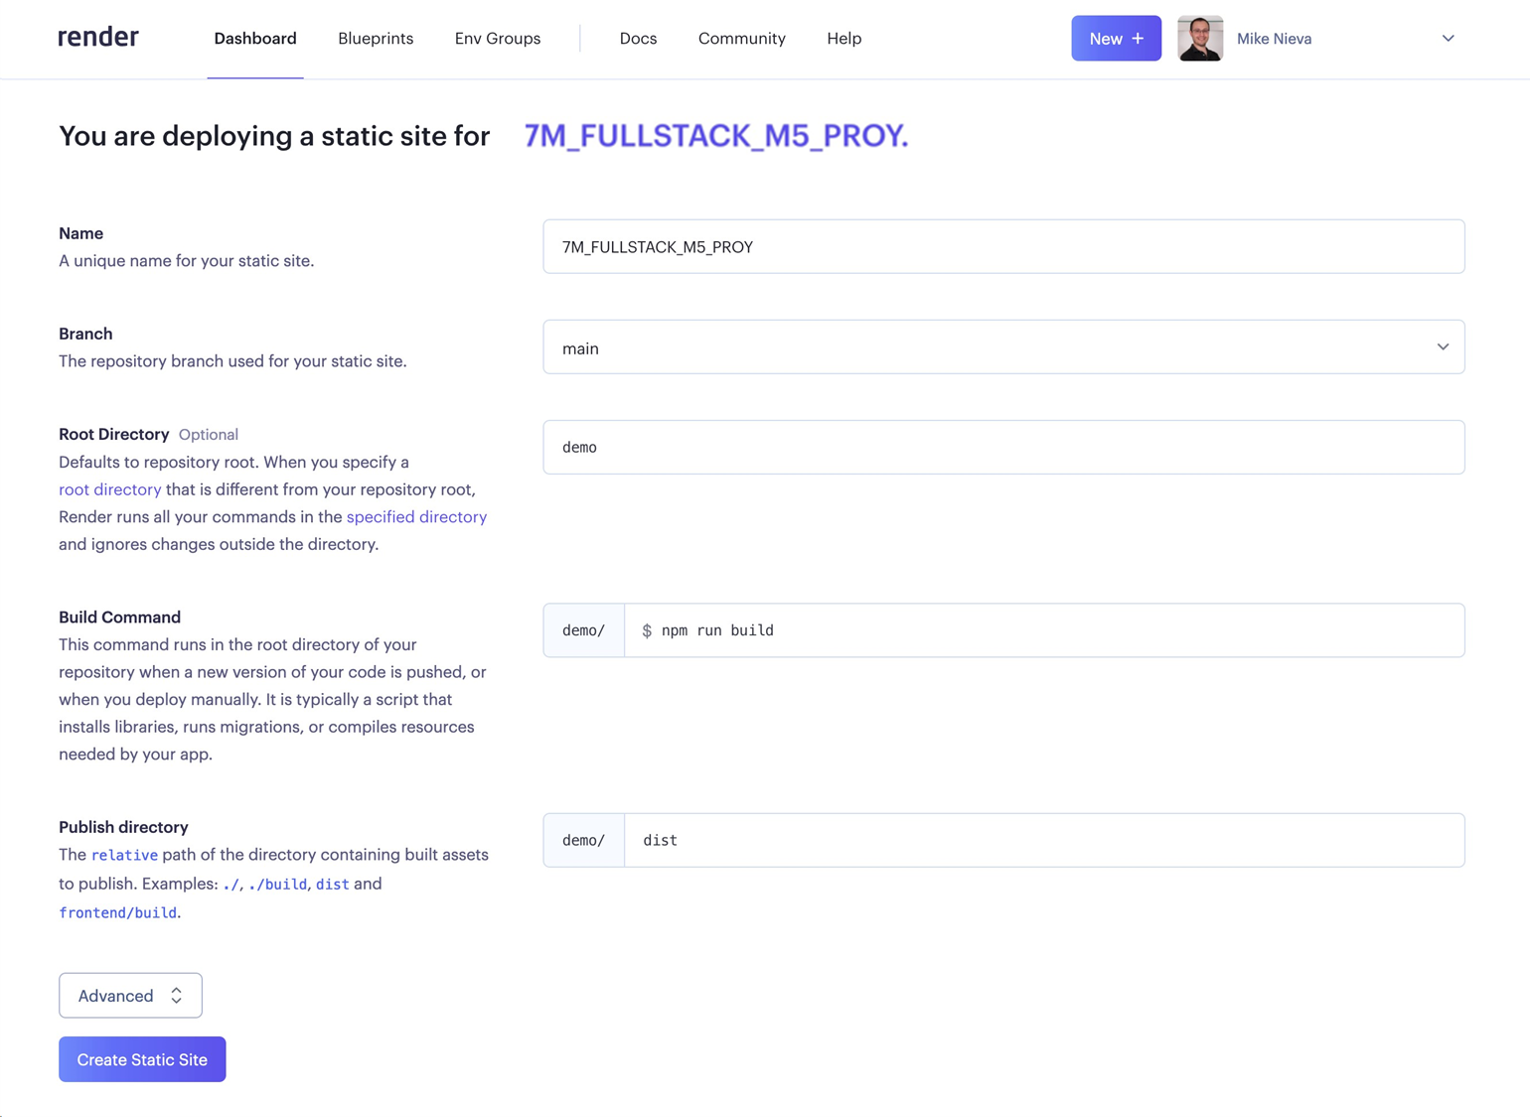 render
Dashboard
Blueprints
Env Groups
Docs
Community
Help
New +
Mike Nieva
You are deploying a static site for 7M_FULLSTACK_M5_PROY.
Name
A unique name for your static site.
7M_FULLSTACK_M5_PROY
Branch
The repository branch used for your static site.
main
Root Directory Optional
Defaults to repository root. When you specify a
root directory that is different from your repository root,
Render runs all your commands in the specified directory
and ignores changes outside the directory.
demo
Build Command
This command runs in the root directory of your
repository when a new version of your code is pushed, or
when you deploy manually. It is typically a script that
installs libraries, runs migrations, or compiles resources
needed by your app.
demo/ $ npm run build
Publish directory
The relative path of the directory containing built assets
to publish. Examples: ./, ./build, dist and
frontend/build.
demo/ dist
Advanced
Create Static Site